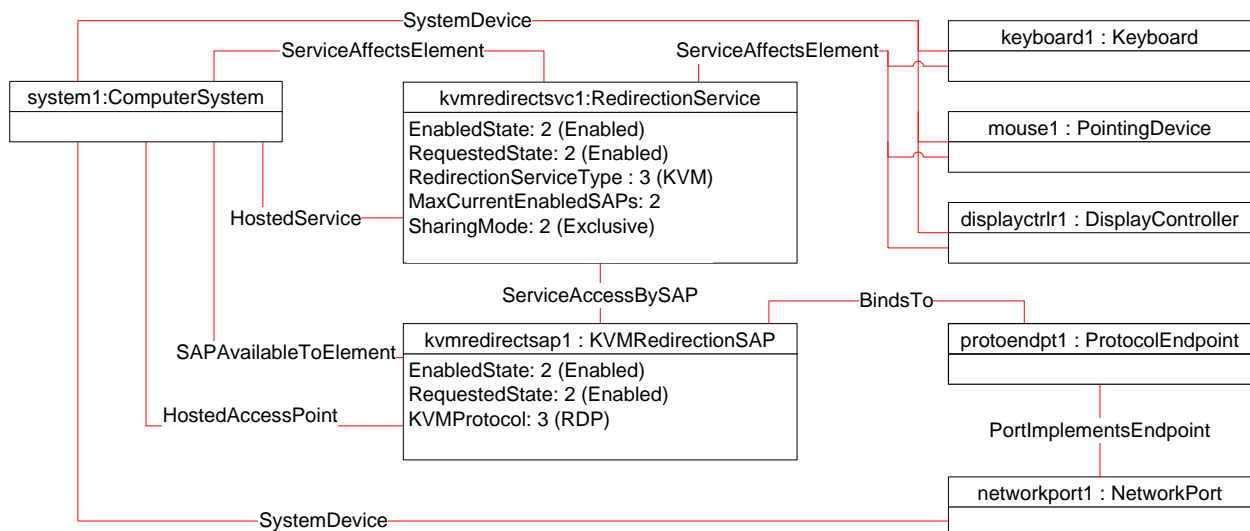 SystemDevice
ServiceAffectsElement
ServiceAffectsElement
keyboard1 : Keyboard
system1:ComputerSystem
kvmredirectsvc1:RedirectionService
EnabledState: 2 (Enabled)
RequestedState: 2 (Enabled)
RedirectionServiceType : 3 (KVM)
MaxCurrentEnabledSAPs: 2
SharingMode: 2 (Exclusive)
mouse1 : PointingDevice
HostedService
displayctrlr1 : DisplayController
ServiceAccessBySAP
BindsTo
kvmredirectsap1 : KVMRedirectionSAP
EnabledState: 2 (Enabled)
RequestedState: 2 (Enabled)
KVMProtocol: 3 (RDP)
protoendpt1 : ProtocolEndpoint
SAPAvailableToElement
HostedAccessPoint
PortImplementsEndpoint
networkport1 : NetworkPort
SystemDevice